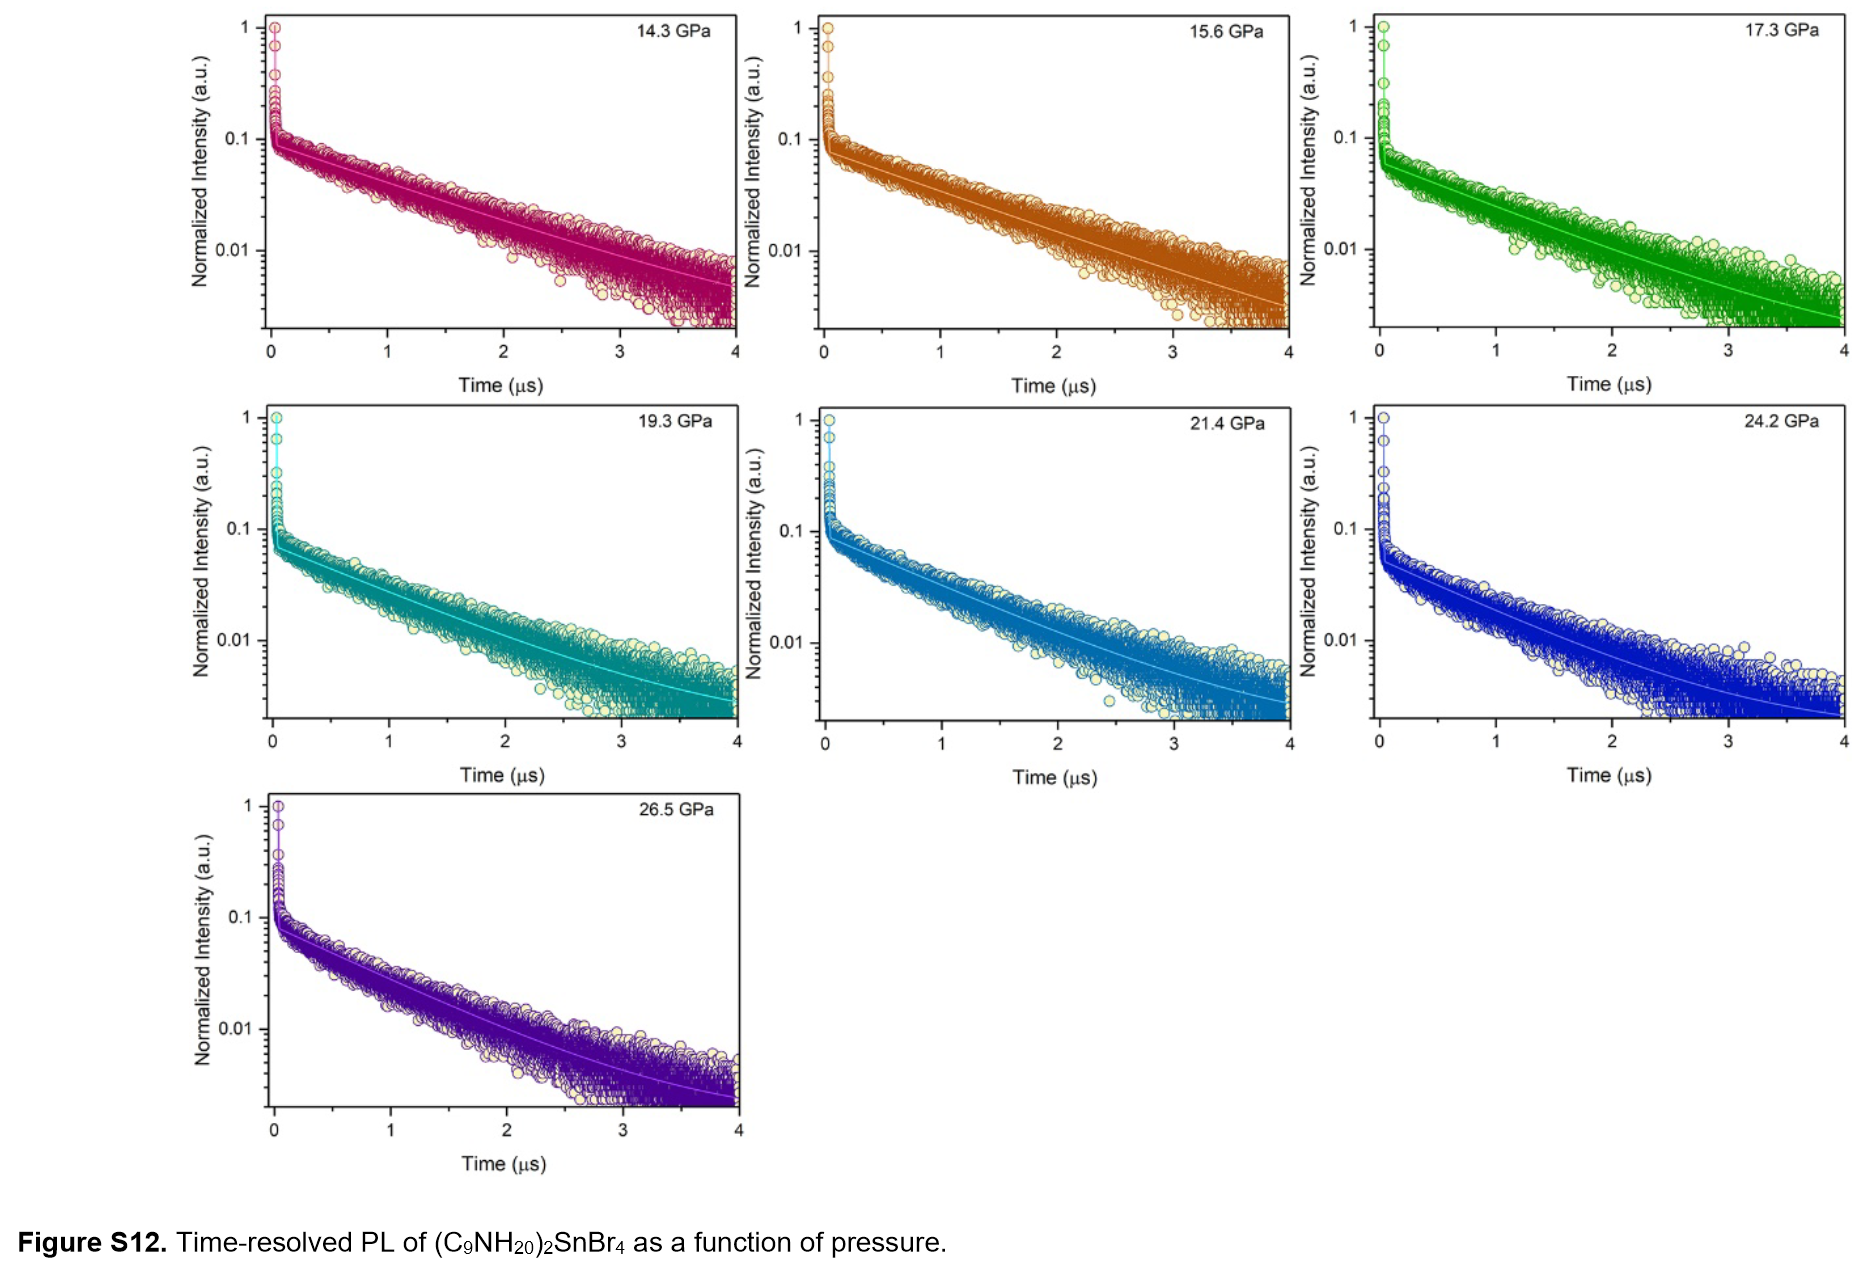 14.3 GPa
1
0.1
0.01
Normalized Intensity (a.u.)
0 1 2 3 4
Time (μs)
15.6 GPa
1
0.1
0.01
Normalized Intensity (a.u.)
0 1 2 3 4
Time (μs)
17.3 GPa
1
0.1
0.01
Normalized Intensity (a.u.)
0 1 2 3 4
Time (μs)
19.3 GPa
1
0.1
0.01
Normalized Intensity (a.u.)
0 1 2 3 4
Time (μs)
21.4 GPa
1
0.1
0.01
Normalized Intensity (a.u.)
0 1 2 3 4
Time (μs)
24.2 GPa
1
0.1
0.01
Normalized Intensity (a.u.)
0 1 2 3 4
Time (μs)
26.5 GPa
1
0.1
0.01
Normalized Intensity (a.u.)
0 1 2 3 4
Time (μs)
Figure S12. Time-resolved PL of (C₉NH₂₀)₂SnBr₄ as a function of pressure.